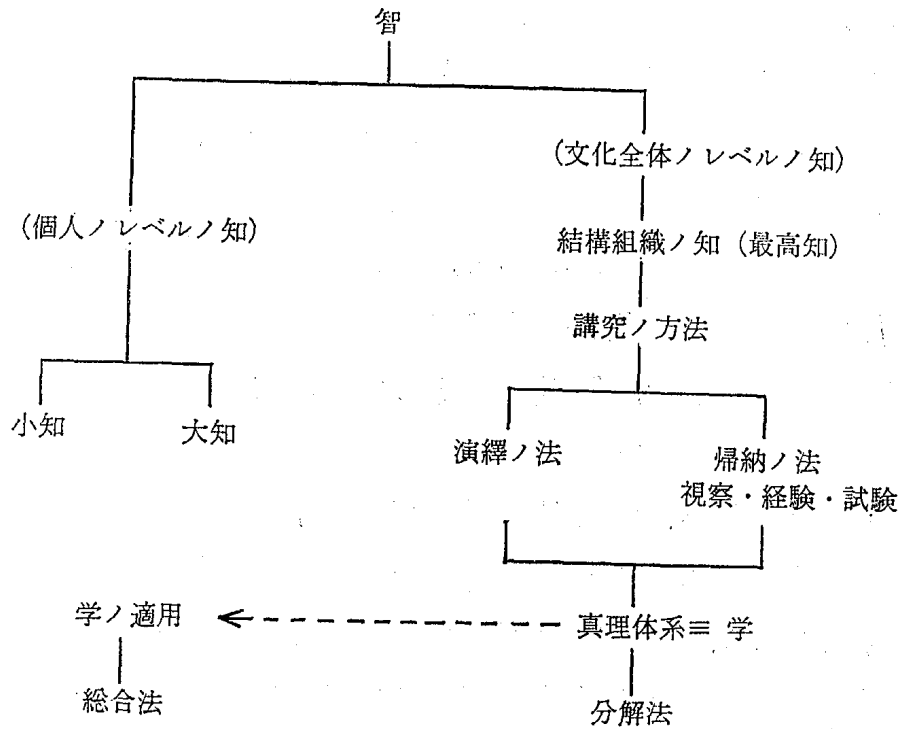 智
(文化全体ノレベルノ知)
(個人ノレベルノ知)
結構組織ノ知 (最高知)
講究ノ方法
小知
大知
演繹ノ法
帰納ノ法
視察・経験・試験
学ノ適用
真理体系≡ 学
総合法
分解法